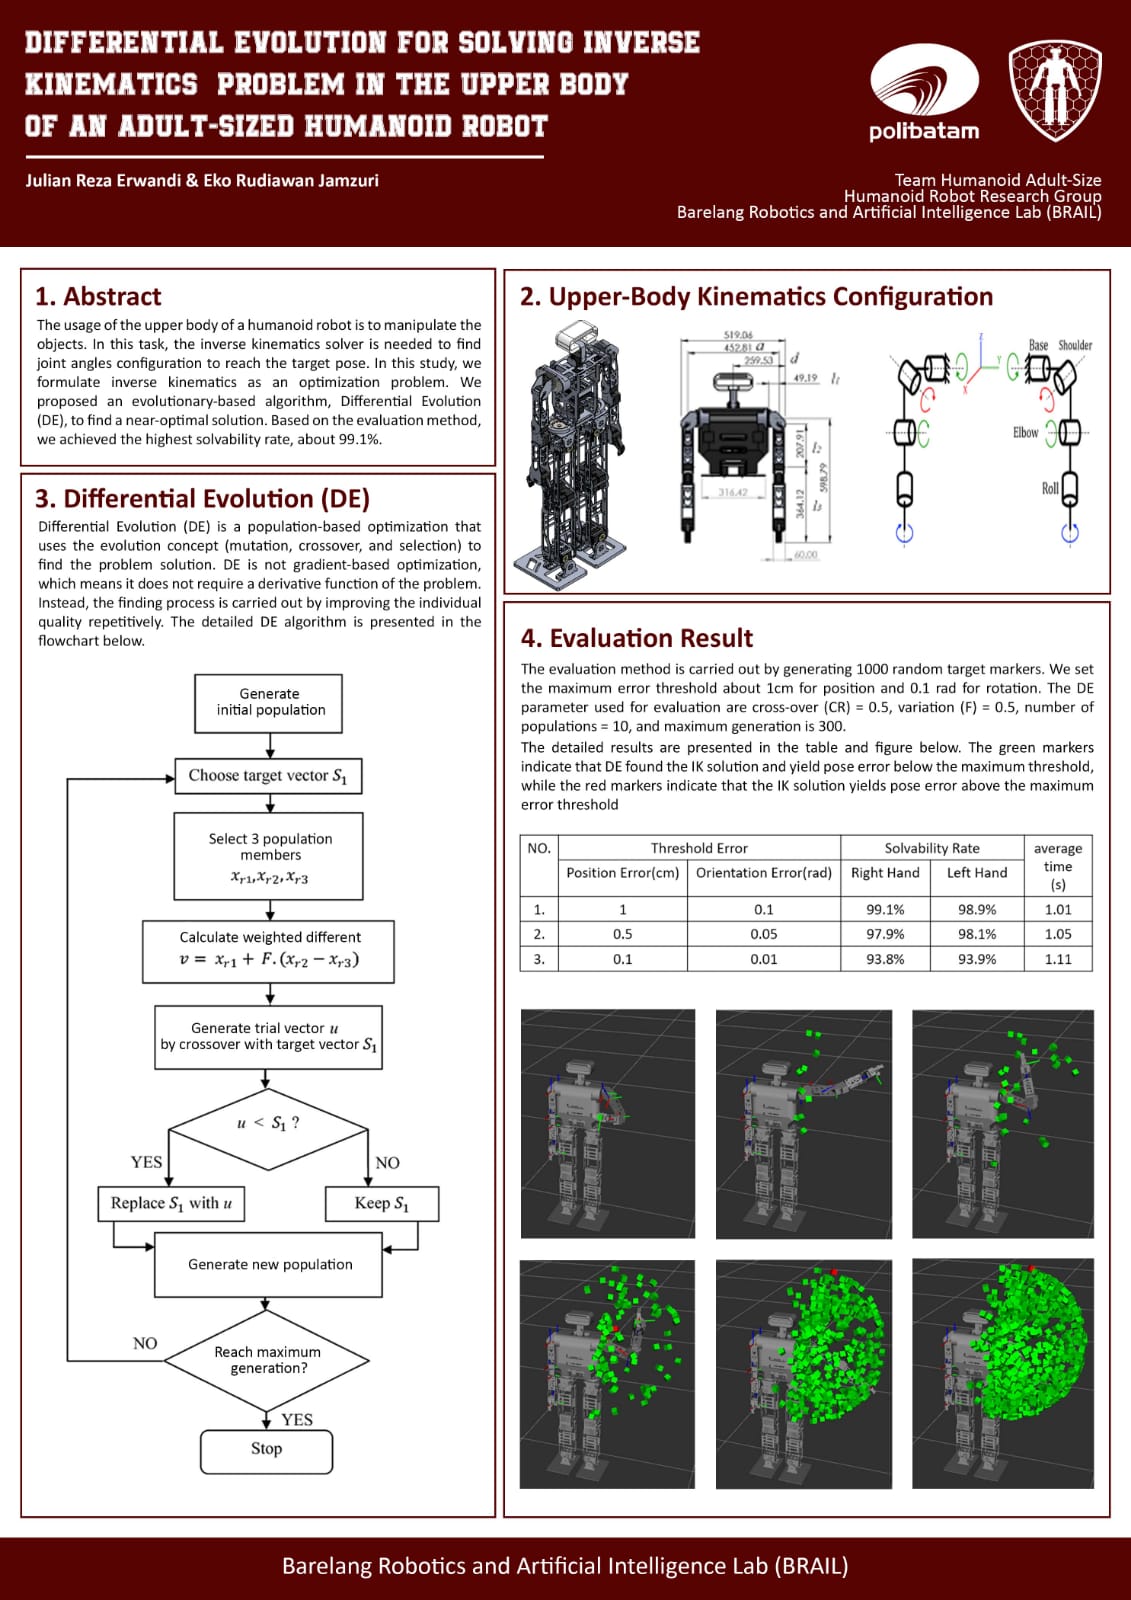 DIFFERENTIAL EVOLUTION FOR SOLVING INVERSE
KINEMATICS PROBLEM IN THE UPPER BODY
OF AN ADULT-SIZED HUMANOID ROBOT
Julian Reza Erwandi & Eko Rudiawan Jamzuri
polibatam
Team Humanoid Adult-Size
Humanoid Robot Research Group
Barelang Robotics and Artificial Intelligence Lab (BRAIL)
1. Abstract
The usage of the upper body of a humanoid robot is to manipulate the
objects. In this task, the inverse kinematics solver is needed to find
joint angles configuration to reach the target pose. In this study, we
formulate inverse kinematics as an optimization problem. We
proposed an evolutionary-based algorithm, Differential Evolution
(DE), to find a near-optimal solution. Based on the evaluation method,
we achieved the highest solvability rate, about 99.1%.
2. Upper-Body Kinematics Configuration
519.06
452.81 a
259.53 d
49.19 l₁
207.91 l₂
598.79
316.42
364.12 l₃
60.00
Z
Y
X
Base Shoulder
Elbow
Roll
3. Differential Evolution (DE)
Differential Evolution (DE) is a population-based optimization that
uses the evolution concept (mutation, crossover, and selection) to
find the problem solution. DE is not gradient-based optimization,
which means it does not require a derivative function of the problem.
Instead, the finding process is carried out by improving the individual
quality repetitively. The detailed DE algorithm is presented in the
flowchart below.
Generate
initial population
Choose target vector S₁
Select 3 population
members
xr1,xr2,xr3
Calculate weighted different
v = xr1 + F.(xr2 − xr3)
Generate trial vector u
by crossover with target vector S₁
u < S₁ ?
YES
NO
Replace S₁ with u
Keep S₁
Generate new population
NO
Reach maximum
generation?
YES
Stop
4. Evaluation Result
The evaluation method is carried out by generating 1000 random target markers. We set
the maximum error threshold about 1cm for position and 0.1 rad for rotation. The DE
parameter used for evaluation are cross-over (CR) = 0.5, variation (F) = 0.5, number of
populations = 10, and maximum generation is 300.
The detailed results are presented in the table and figure below. The green markers
indicate that DE found the IK solution and yield pose error below the maximum threshold,
while the red markers indicate that the IK solution yields pose error above the maximum
error threshold
NO. Threshold Error Solvability Rate average time (s)
Position Error(cm) Orientation Error(rad) Right Hand Left Hand
1. 1 0.1 99.1% 98.9% 1.01
2. 0.5 0.05 97.9% 98.1% 1.05
3. 0.1 0.01 93.8% 93.9% 1.11
Barelang Robotics and Artificial Intelligence Lab (BRAIL)